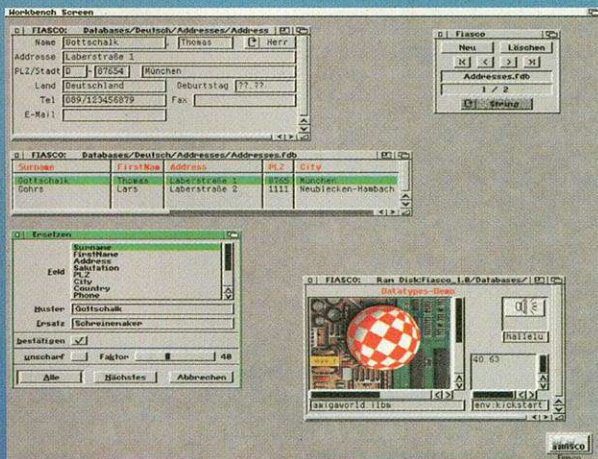 Workbench Screen
FIASCO: Databases/Deutsch/Addresses/Address
Name Gottschalk, Thomas Herr
Addresse Laberstraße 1
PLZ/Stadt D - 87654 München
Land Deutschland Geburtstag ??.??
Tel 089/123456879 Fax
E-Mail
Fiasco
Neu Löschen
Addresses.fdb
1 / 2
String
FIASCO: Databases/Deutsch/Addresses/Addresses.fdb
Surname FirstNam Address PLZ City
Gottschalk Thomas Laberstraße 1 8765 München
Gohrs Lars Laberstraße 2 1111 Neublecken-Hambach
Ersetzen
Feld
Surname
FirstName
Address
Salutation
PLZ
City
Country
Phone
Muster Gottschalk
Ersatz Schreinemaker
bestätigen
unscharf Faktor 40
Alle Nächstes Abbrechen
FIASCO: Ram Disk:Fiasco_1.0/Databases/
Datatypes-Demo
hallelu
40.63
amigaworld.ilbm
env:kickstart
FIASCO
Fiasco